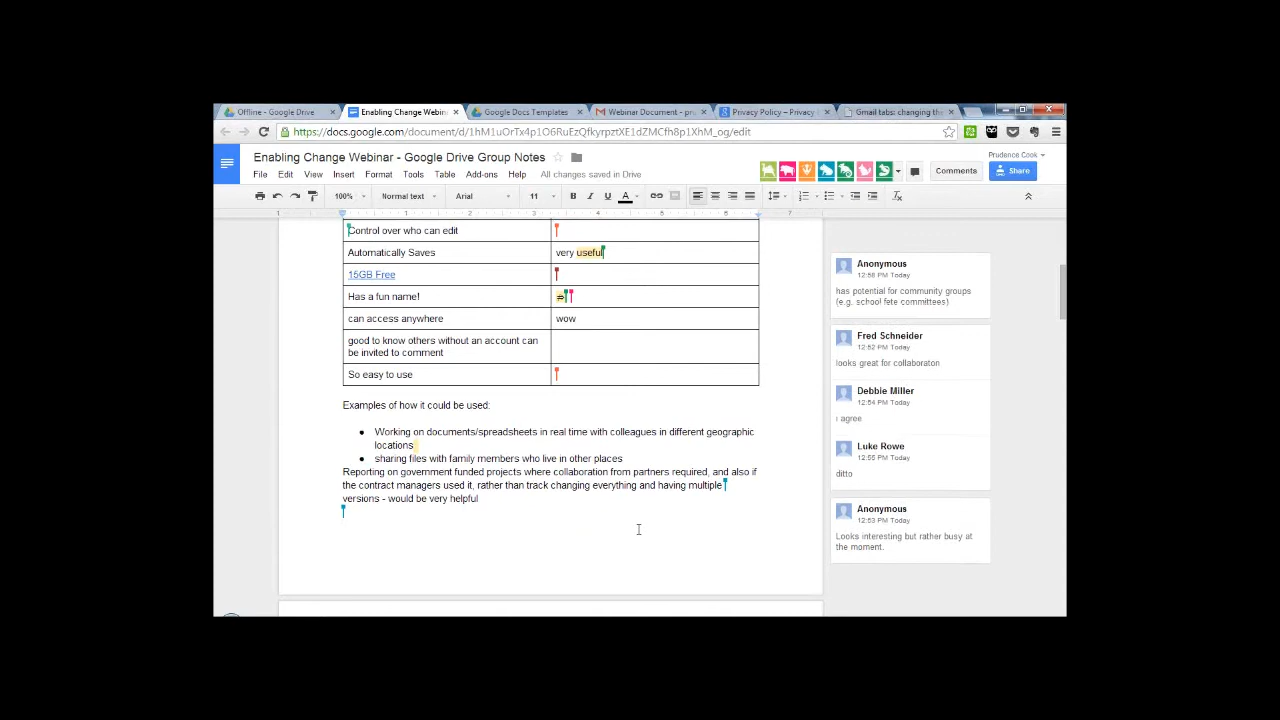 Offline - Google Drive
Enabling Change Webin
Google Docs Templates
Webinar Document - pru
Privacy Policy – Privacy
Gmail tabs: changing the
https://docs.google.com/document/d/1hM1uOrTx4p1O6RuEzQfkyrpztXE1dZMCfh8p1XhM_og/edit
Enabling Change Webinar - Google Drive Group Notes
Prudence Cook
File Edit View Insert Format Tools Table Add-ons Help All changes saved in Drive
Comments
Share
100% Normal text Arial 11 B I U A
1 1 2 3 4 5 6 7
Control over who can edit
Automatically Saves very useful
15GB Free
Has a fun name!
can access anywhere wow
good to know others without an account can
be invited to comment
So easy to use
Examples of how it could be used:
● Working on documents/spreadsheets in real time with colleagues in different geographic
locations
● sharing files with family members who live in other places
Reporting on government funded projects where collaboration from partners required, and also if
the contract managers used it, rather than track changing everything and having multiple
versions - would be very helpful
Anonymous
12:58 PM Today
has potential for community groups
(e.g. school fete committees)
Fred Schneider
12:52 PM Today
looks great for collaboraton
Debbie Miller
12:54 PM Today
i agree
Luke Rowe
12:55 PM Today
ditto
Anonymous
12:53 PM Today
Looks interesting but rather busy at
the moment.